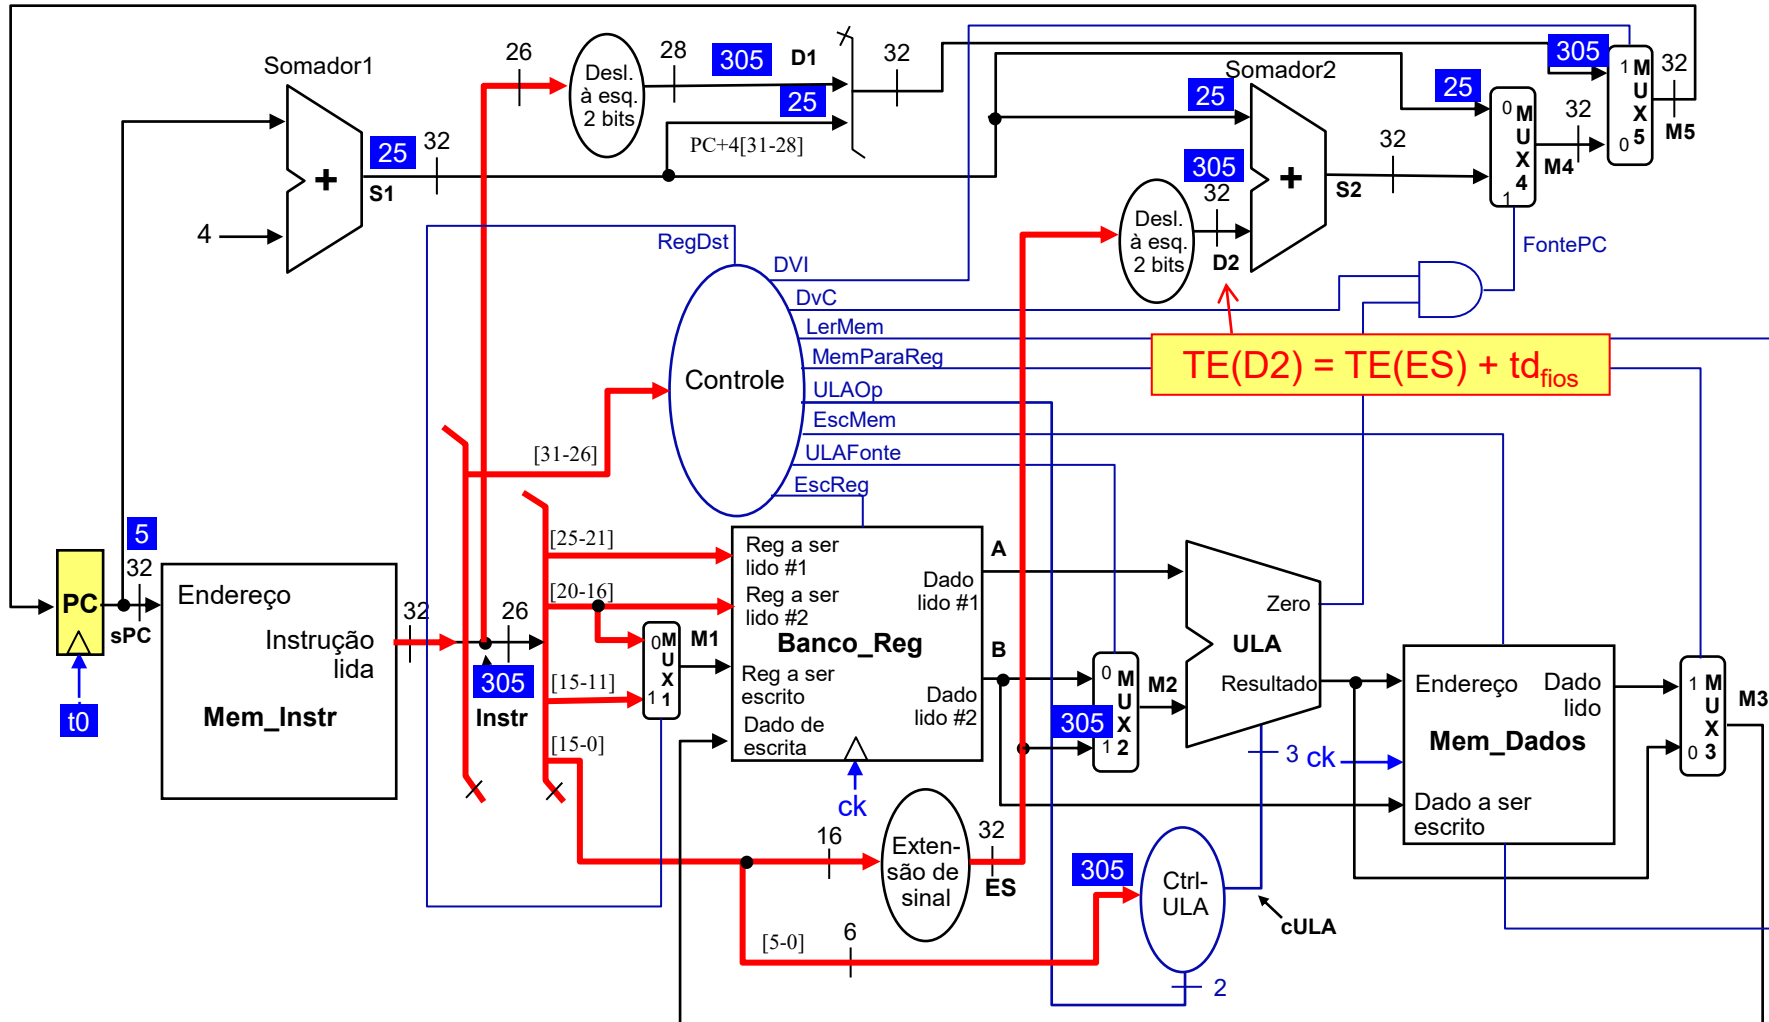 Somador1
26
Desl.
à esq.
2 bits
28
305
D1
25
32
PC+4[31-28]
25
32
S1
+
4
Somador2
25
305
32
Desl.
à esq.
2 bits
D2
+
S2
32
25
0
M
U
X
4
1
32
M4
305
1
M
U
X
5
0
32
M5
FontePC
RegDst
DVI
DvC
LerMem
MemParaReg
ULAOp
EscMem
ULAFonte
EscReg
Controle
TE(D2) = TE(ES) + td fios
[31-26]
[25-21]
[20-16]
[15-11]
[15-0]
[5-0]
5
32
PC
sPC
t0
Endereço
Instrução
lida
Mem_Instr
32
26
305
Instr
0
M
U
X
1
1
M1
Reg a ser
lido #1
Reg a ser
lido #2
Banco_Reg
Reg a ser
escrito
Dado de
escrita
Dado
lido #1
Dado
lido #2
ck
A
B
0
M
U
X
2
1
305
M2
Zero
ULA
Resultado
3
ck
Endereço
Dado
lido
Mem_Dados
Dado a ser
escrito
1
M
U
X
3
0
M3
16
Exten-
são de
sinal
32
ES
305
Ctrl-
ULA
cULA
6
2